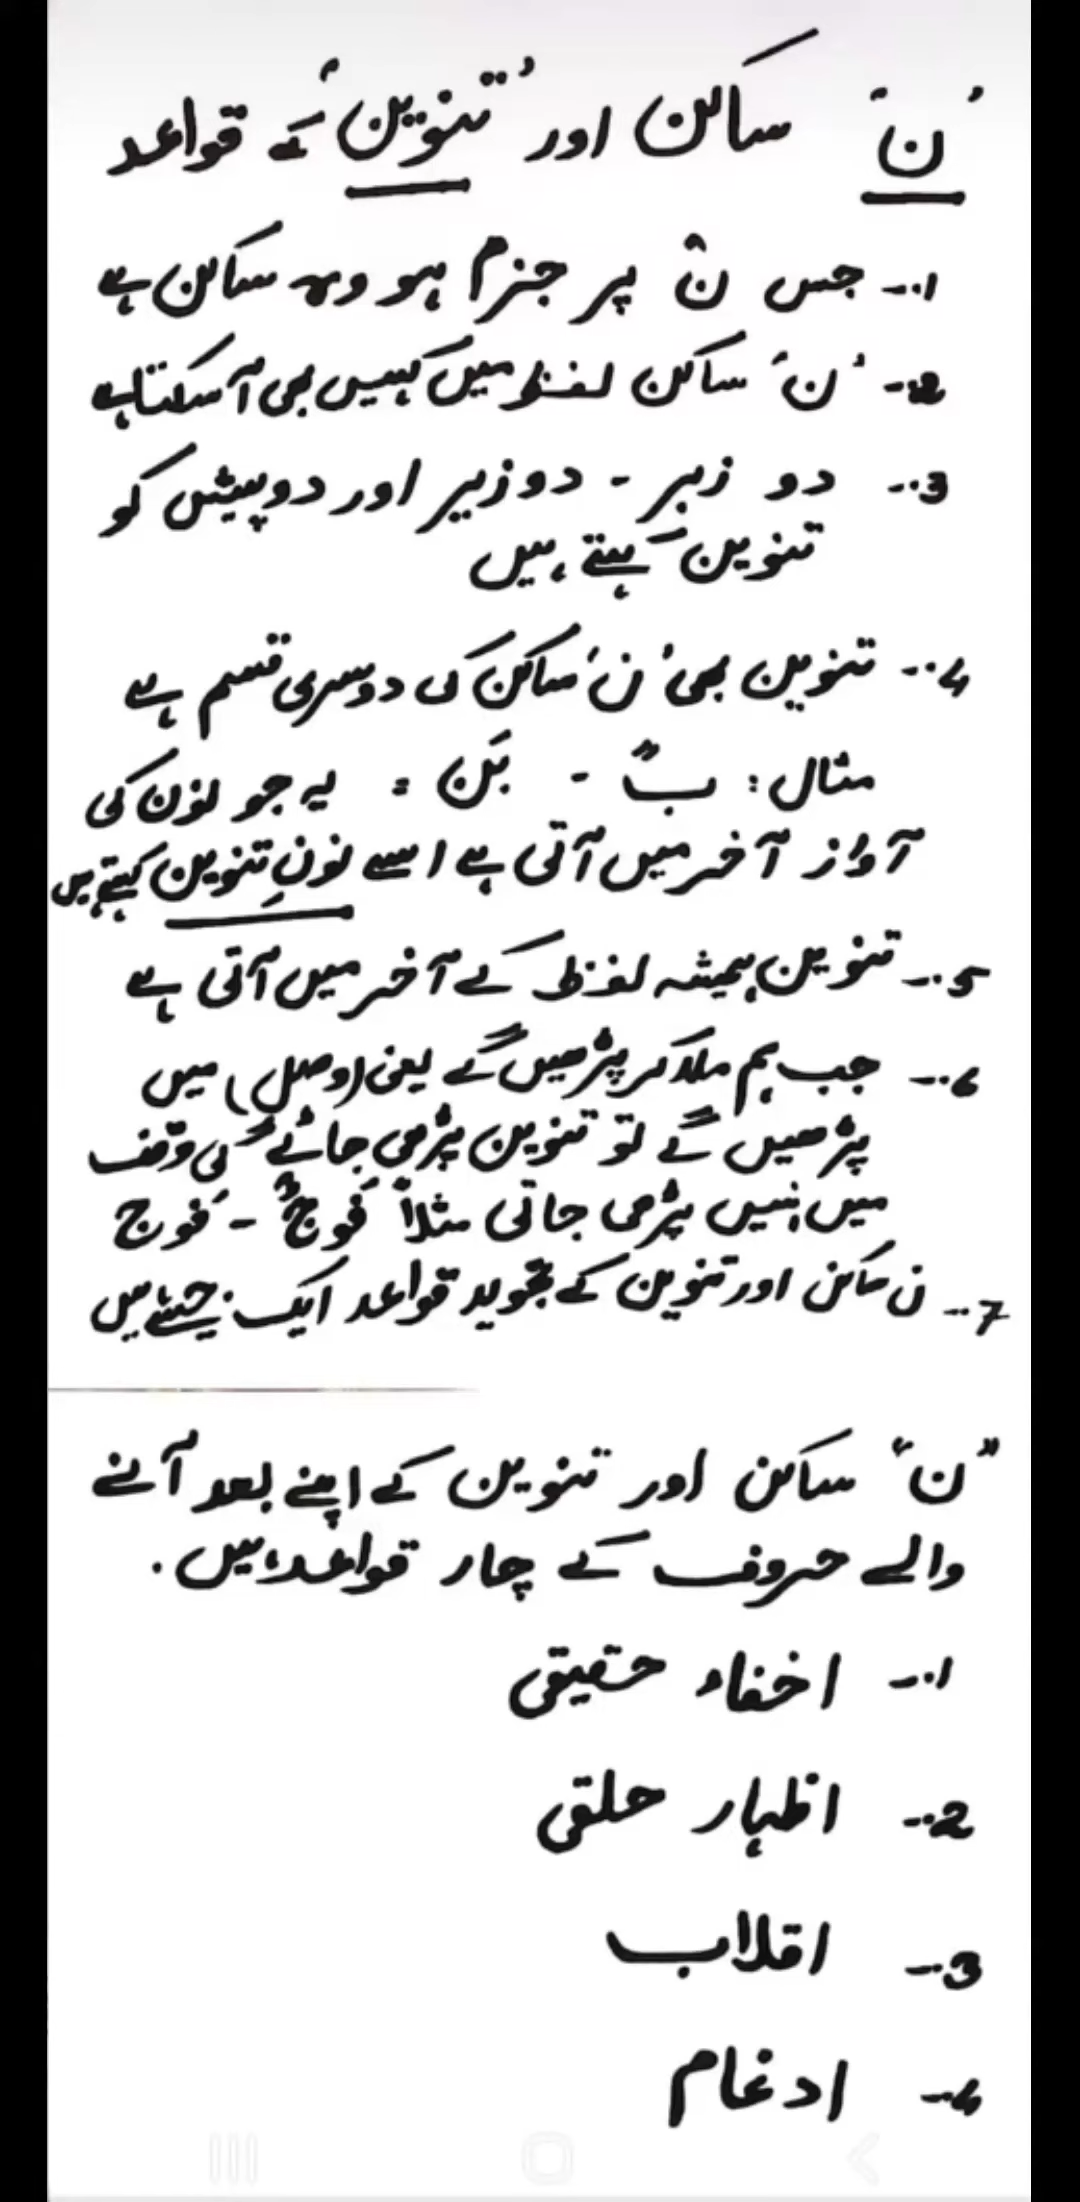 ’ن‘ ساکن اور ’تنوین‘ کے قواعد
1۔۔ جس نْ پر جزم ہو وہ ساکن ہے
2۔۔ ’ن‘ ساکن لفظ میں کہیں بھی آ سکتا ہے
3۔۔ دو زبر - دو زیر اور دو پیش کو
تنوین کہتے ہیں
4۔۔ تنوین بھی ’ن‘ ساکن کی دوسری قسم ہے
مثال: بً - بَن = یہ جو نون کی
آواز آخر میں آتی ہے اسے نونِ تنوین کہتے ہیں
5۔۔ تنوین ہمیشہ لفظ کے آخر میں آتی ہے
6۔۔ جب ہم ملا کر پڑھیں گے یعنی (وصل) میں
پڑھیں گے تو تنوین پڑھی جائے گی وقف
میں نہیں پڑھی جاتی مثلاً فَوجٌ - فَوج
7۔۔ ن ساکن اور تنوین کے تجوید قواعد ایک جیسے ہیں
”ن“ ساکن اور تنوین کے اپنے بعد آنے
والے حروف کے چار قواعد ہیں۔
1۔۔ اخفاء حقیقی
2۔۔ اظہار حلقی
3۔۔ اقلاب
4۔۔ ادغام